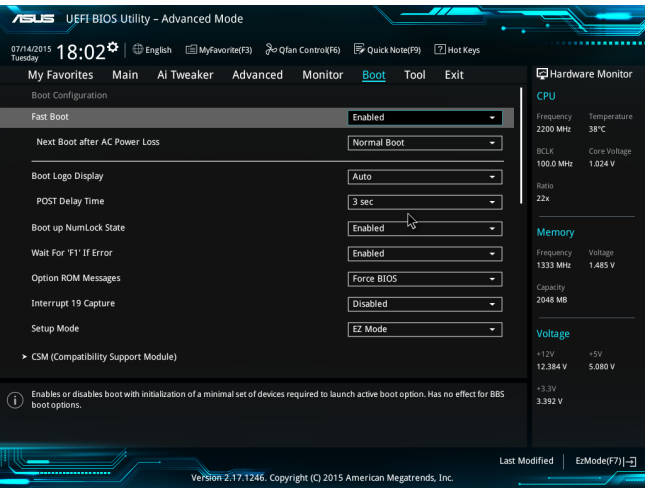 ASUS UEFI BIOS Utility – Advanced Mode
07/14/2015
Tuesday
18:02
English
MyFavorite(F3)
Qfan Control(F6)
Quick Note(F9)
? Hot Keys
My Favorites Main Ai Tweaker Advanced Monitor Boot Tool Exit
Boot Configuration
Fast Boot Enabled
Next Boot after AC Power Loss Normal Boot
Boot Logo Display Auto
POST Delay Time 3 sec
Boot up NumLock State Enabled
Wait For 'F1' If Error Enabled
Option ROM Messages Force BIOS
Interrupt 19 Capture Disabled
Setup Mode EZ Mode
> CSM (Compatibility Support Module)
i
Enables or disables boot with initialization of a minimal set of devices required to launch active boot option. Has no effect for BBS
boot options.
Hardware Monitor
CPU
Frequency Temperature
2200 MHz 38°C
BCLK Core Voltage
100.0 MHz 1.024 V
Ratio
22x
Memory
Frequency Voltage
1333 MHz 1.485 V
Capacity
2048 MB
Voltage
+12V +5V
12.384 V 5.080 V
+3.3V
3.392 V
Last Modified EzMode(F7)
Version 2.17.1246. Copyright (C) 2015 American Megatrends, Inc.